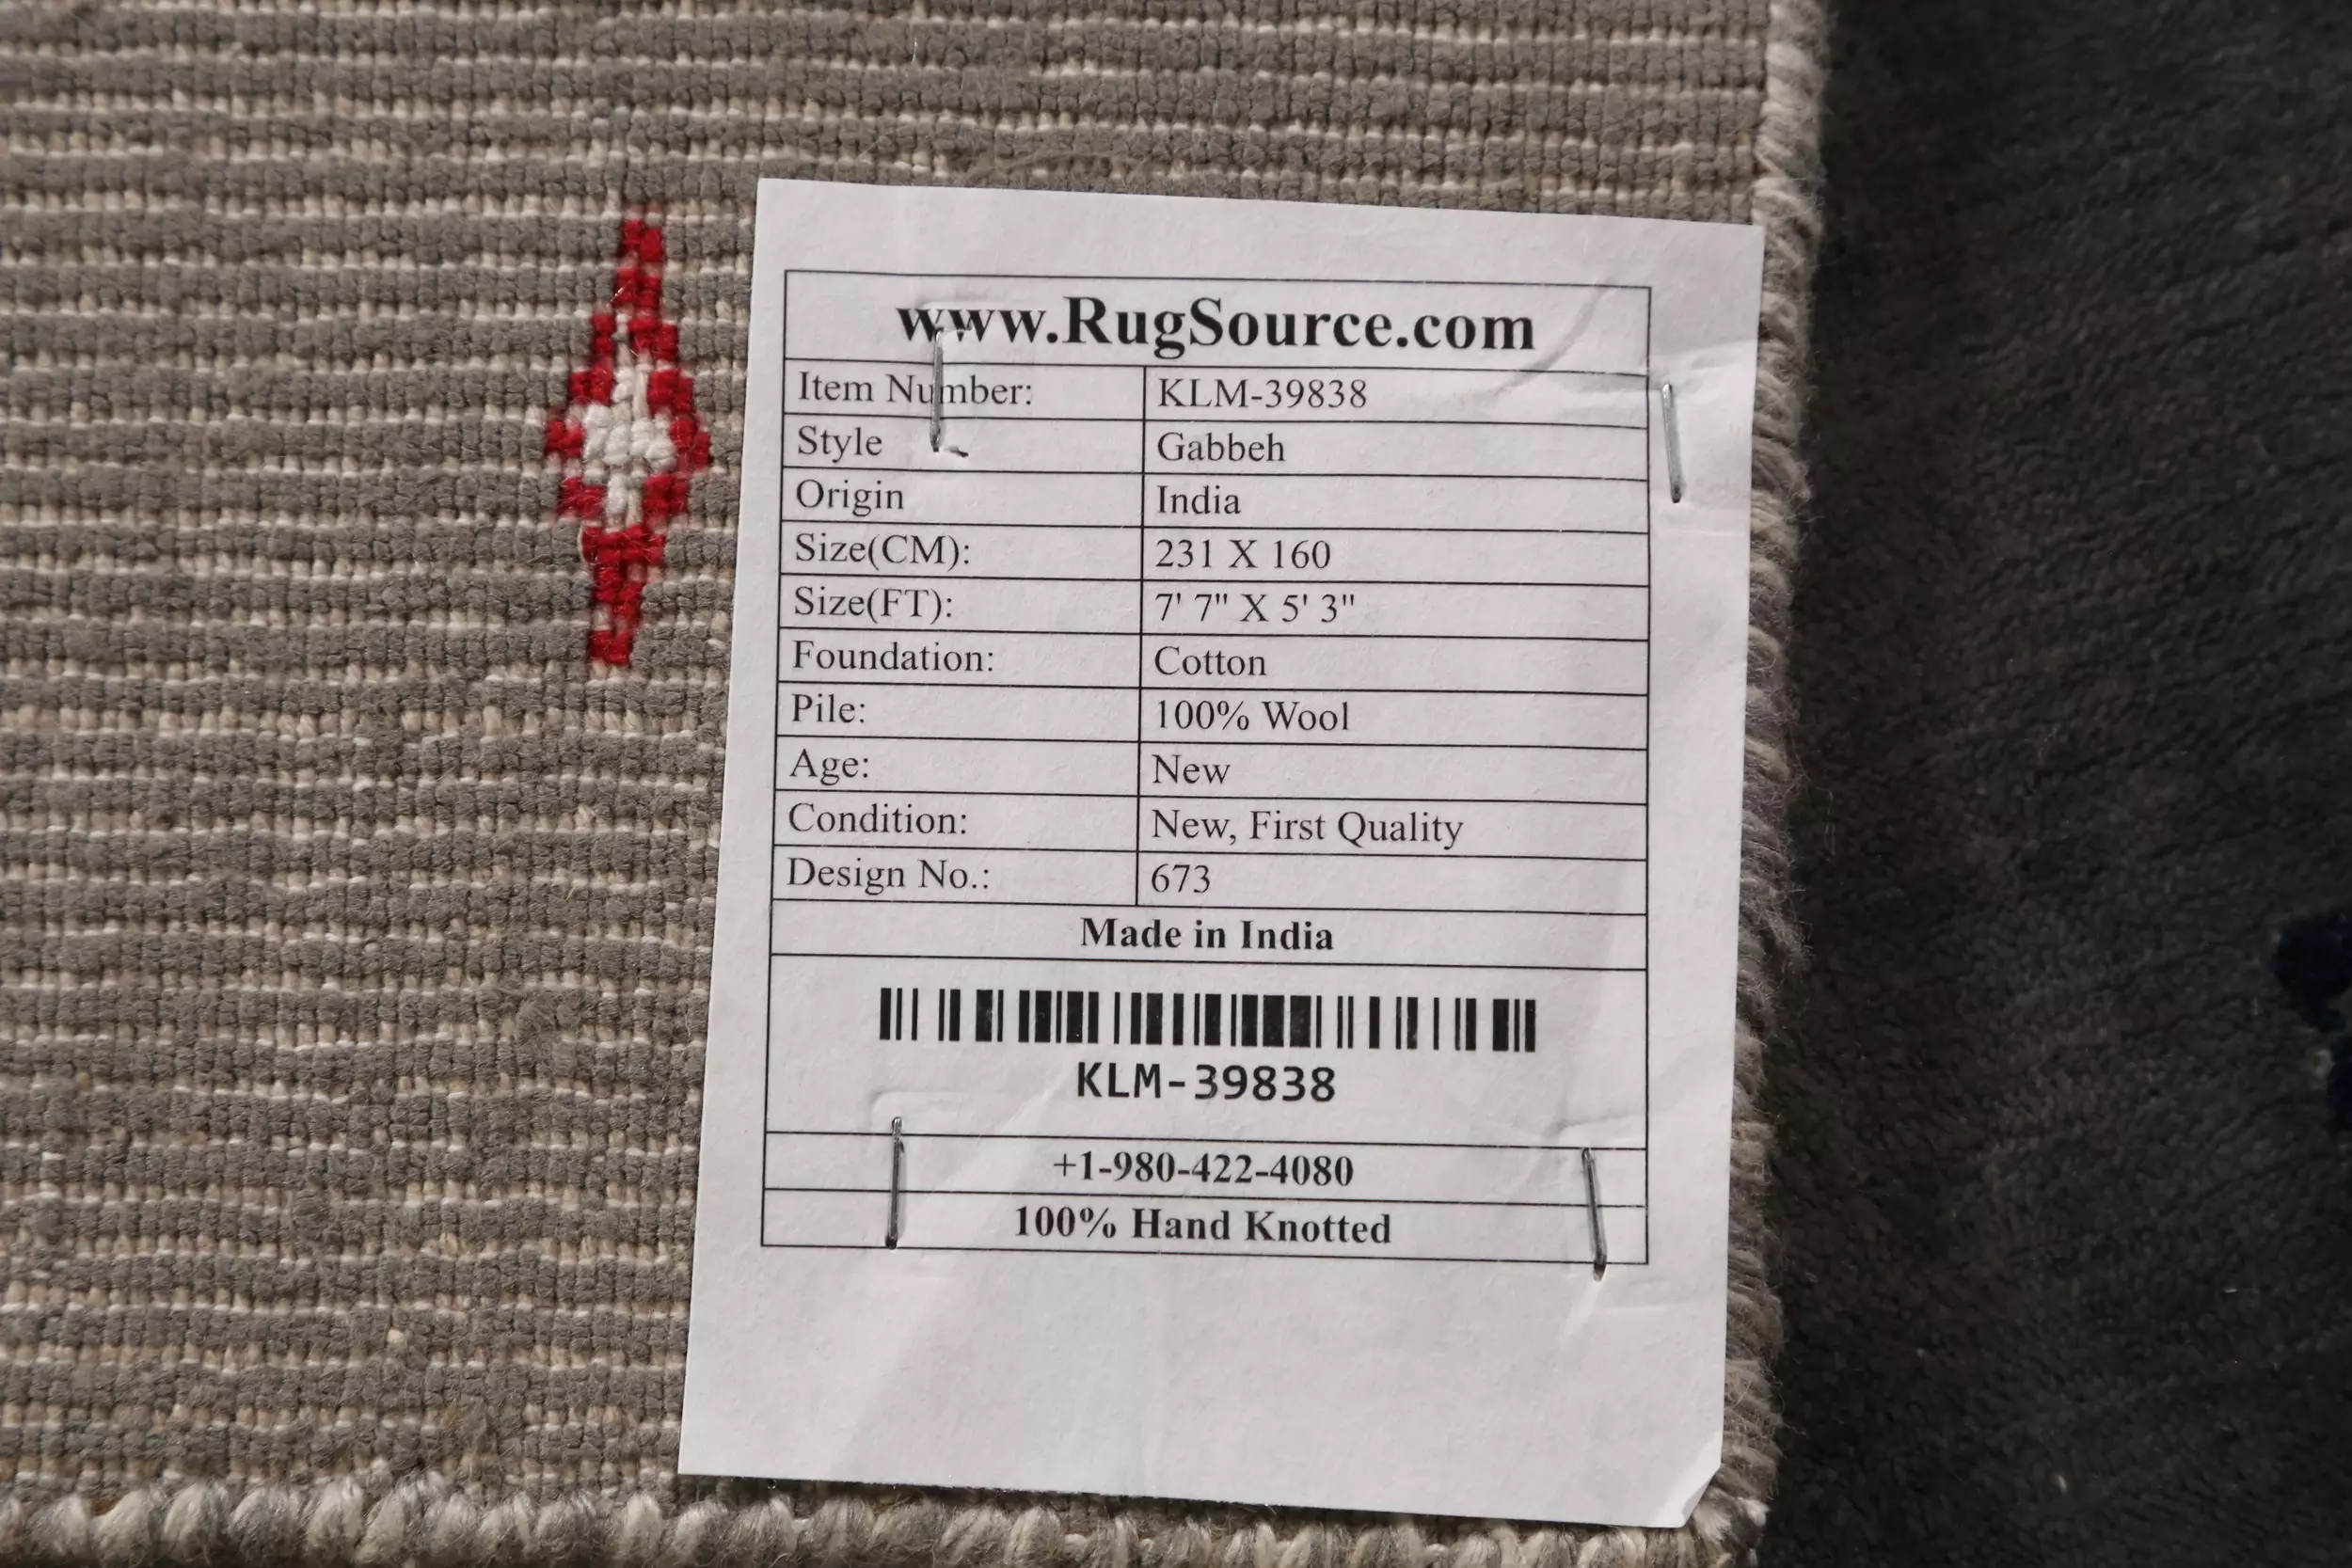 www.RugSource.com
Item Number: KLM-39838
Style Gabbeh
Origin India
Size(CM): 231 X 160
Size(FT): 7' 7" X 5' 3"
Foundation: Cotton
Pile: 100% Wool
Age: New
Condition: New, First Quality
Design No.: 673
Made in India
KLM-39838
+1-980-422-4080
100% Hand Knotted